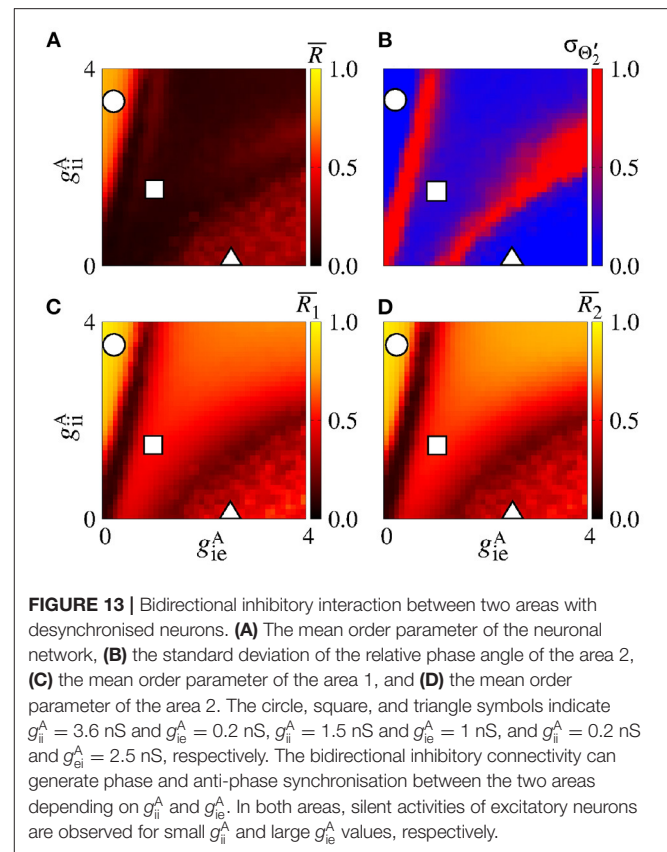 A
R̅
B
σ_Θ′₂
4
1.0
1.0
g^A_ii
0.5
0.5
0
0.0
0.0
C
R̅₁
D
R̅₂
4
1.0
1.0
g^A_ii
0.5
0.5
0
0.0
0.0
0
4
0
4
g^A_ie
g^A_ie
FIGURE 13 | Bidirectional inhibitory interaction between two areas with
desynchronised neurons. (A) The mean order parameter of the neuronal
network, (B) the standard deviation of the relative phase angle of the area 2,
(C) the mean order parameter of the area 1, and (D) the mean order
parameter of the area 2. The circle, square, and triangle symbols indicate
g^A_ii = 3.6 nS and g^A_ie = 0.2 nS, g^A_ii = 1.5 nS and g^A_ie = 1 nS, and g^A_ii = 0.2 nS
and g^A_ei = 2.5 nS, respectively. The bidirectional inhibitory connectivity can
generate phase and anti-phase synchronisation between the two areas
depending on g^A_ii and g^A_ie. In both areas, silent activities of excitatory neurons
are observed for small g^A_ii and large g^A_ie values, respectively.